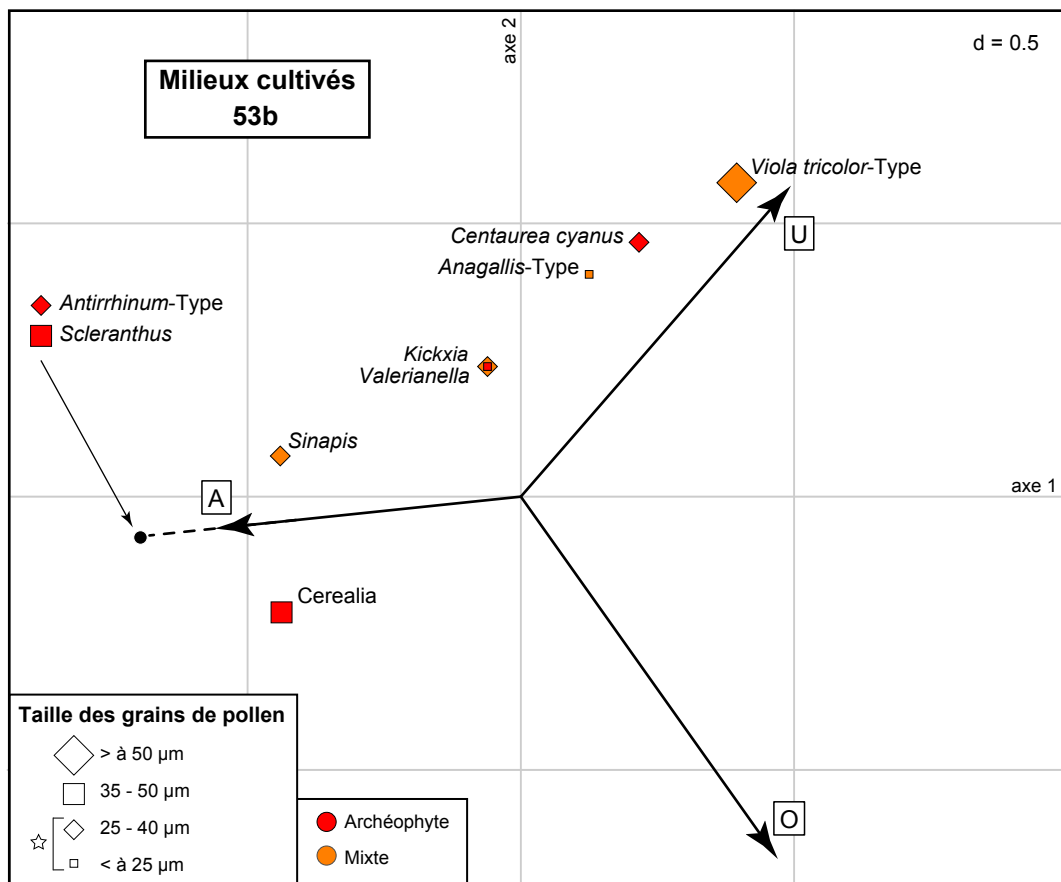 axe 2
d = 0.5
Milieux cultivés
53b
Viola tricolor-Type
Centaurea cyanus
U
Anagallis-Type
Antirrhinum-Type
Scleranthus
Kickxia
Valerianella
Sinapis
A
axe 1
Cerealia
Taille des grains de pollen
> à 50 µm
35 - 50 µm
25 - 40 µm
< à 25 µm
Archéophyte
Mixte
O